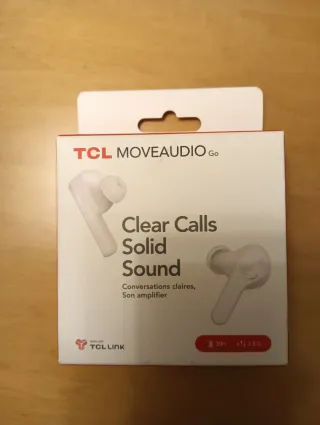 TCL MOVEAUDIO Go
Clear Calls
Solid
Sound
Conversations claires,
Son amplifier
TCL LINK